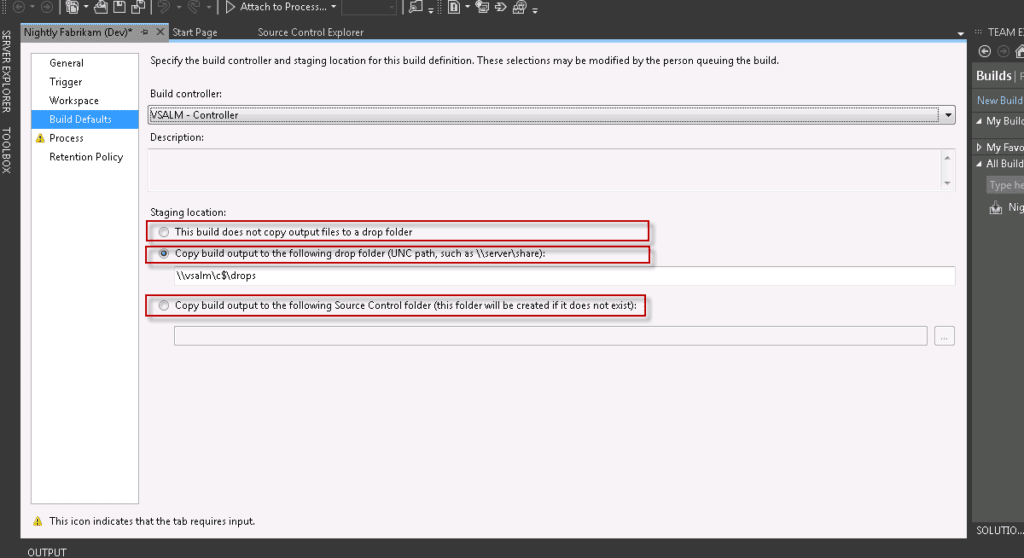 Attach to Process...
Nightly Fabrikam (Dev)*
Start Page
Source Control Explorer
SERVER EXPLORER
TOOLBOX
General
Trigger
Workspace
Build Defaults
Process
Retention Policy
Specify the build controller and staging location for this build definition. These selections may be modified by the person queuing the build.
Build controller:
VSALM - Controller
Description:
Staging location:
This build does not copy output files to a drop folder
Copy build output to the following drop folder (UNC path, such as \\server\share):
\\vsalm\c$\drops
Copy build output to the following Source Control folder (this folder will be created if it does not exist):
...
This icon indicates that the tab requires input.
OUTPUT
TEAM E
Builds |
New Build
My Buil
My Favo
All Build
Type he
Nig
SOLUTIO...